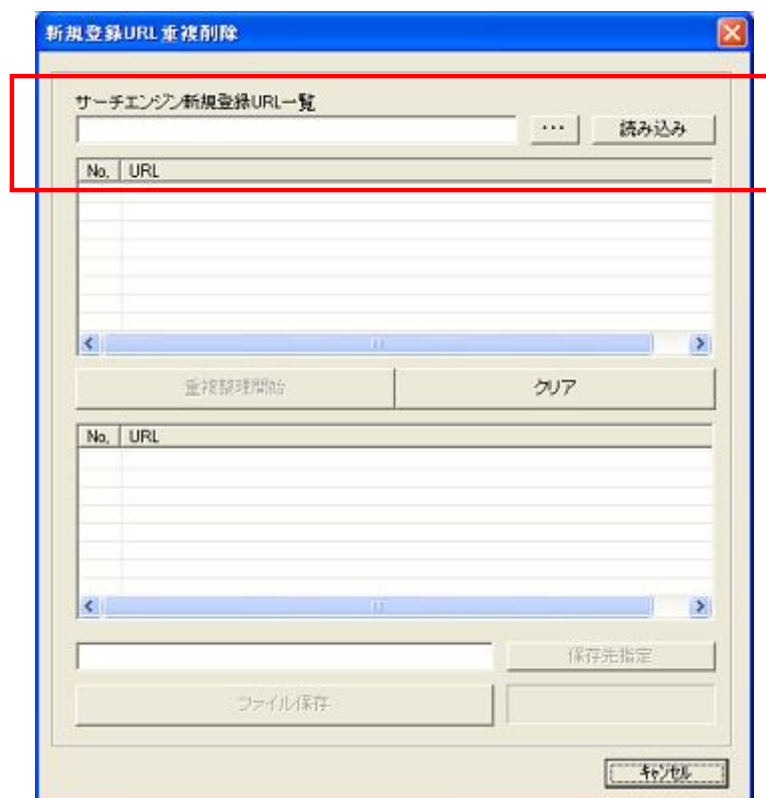 新規登録URL重複削除
サーチエンジン新規登録URL一覧
... 読み込み
No. URL
重複整理開始 クリア
No. URL
保存先指定
ファイル保存
キャンセル